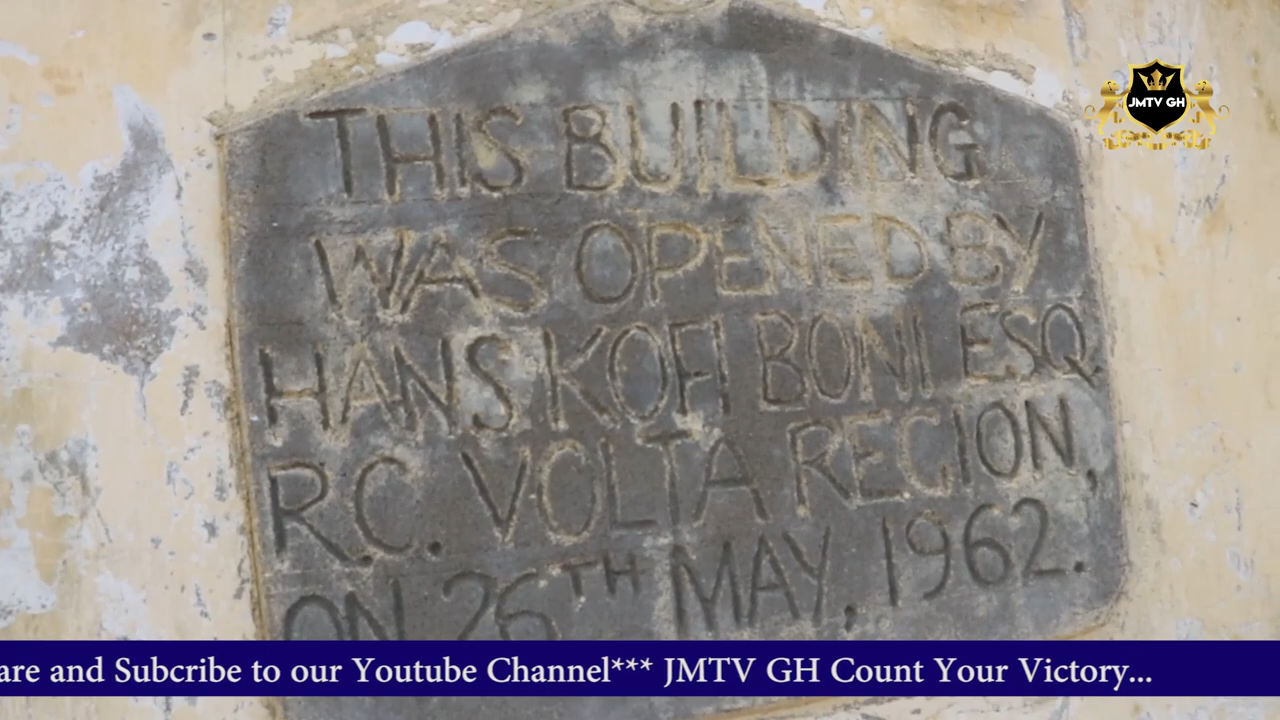 JMTV GH
THIS BUILDING
WAS OPENED BY
HANS KOFI BONI ESQ.
R.C. VOLTA REGION,
ON 26TH MAY, 1962.
are and Subcribe to our Youtube Channel*** JMTV GH Count Your Victory...